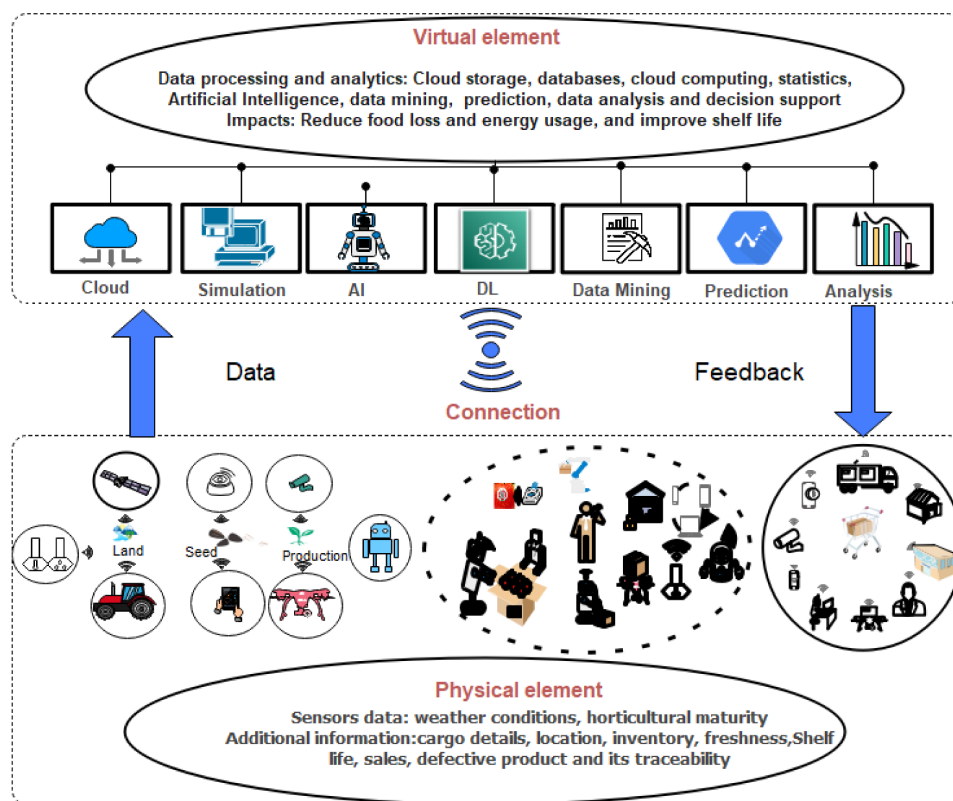 Virtual element
Data processing and analytics: Cloud storage, databases, cloud computing, statistics,
Artificial Intelligence, data mining, prediction, data analysis and decision support
Impacts: Reduce food loss and energy usage, and improve shelf life
Cloud
Simulation
AI
DL
Data Mining
Prediction
Analysis
Data
Feedback
Connection
Land
Seed
Production
Physical element
Sensors data: weather conditions, horticultural maturity
Additional information:cargo details, location, inventory, freshness,Shelf
life, sales, defective product and its traceability